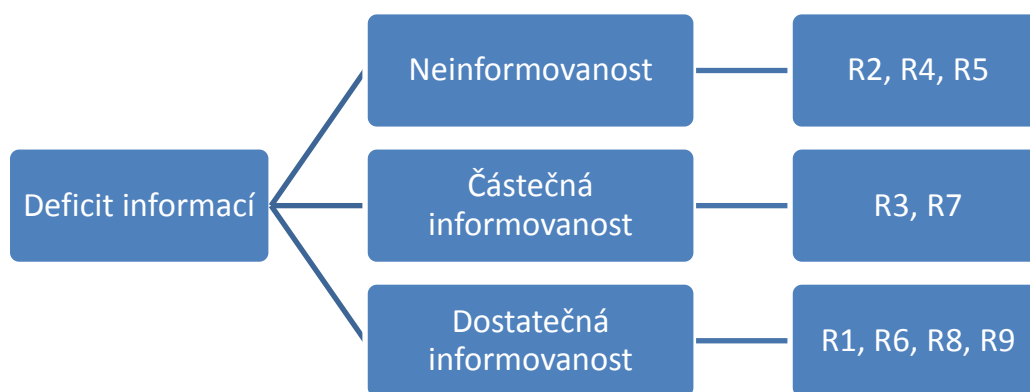 Neinformovanost
R2, R4, R5
Deficit informací
Částečná
informovanost
R3, R7
Dostatečná
informovanost
R1, R6, R8, R9